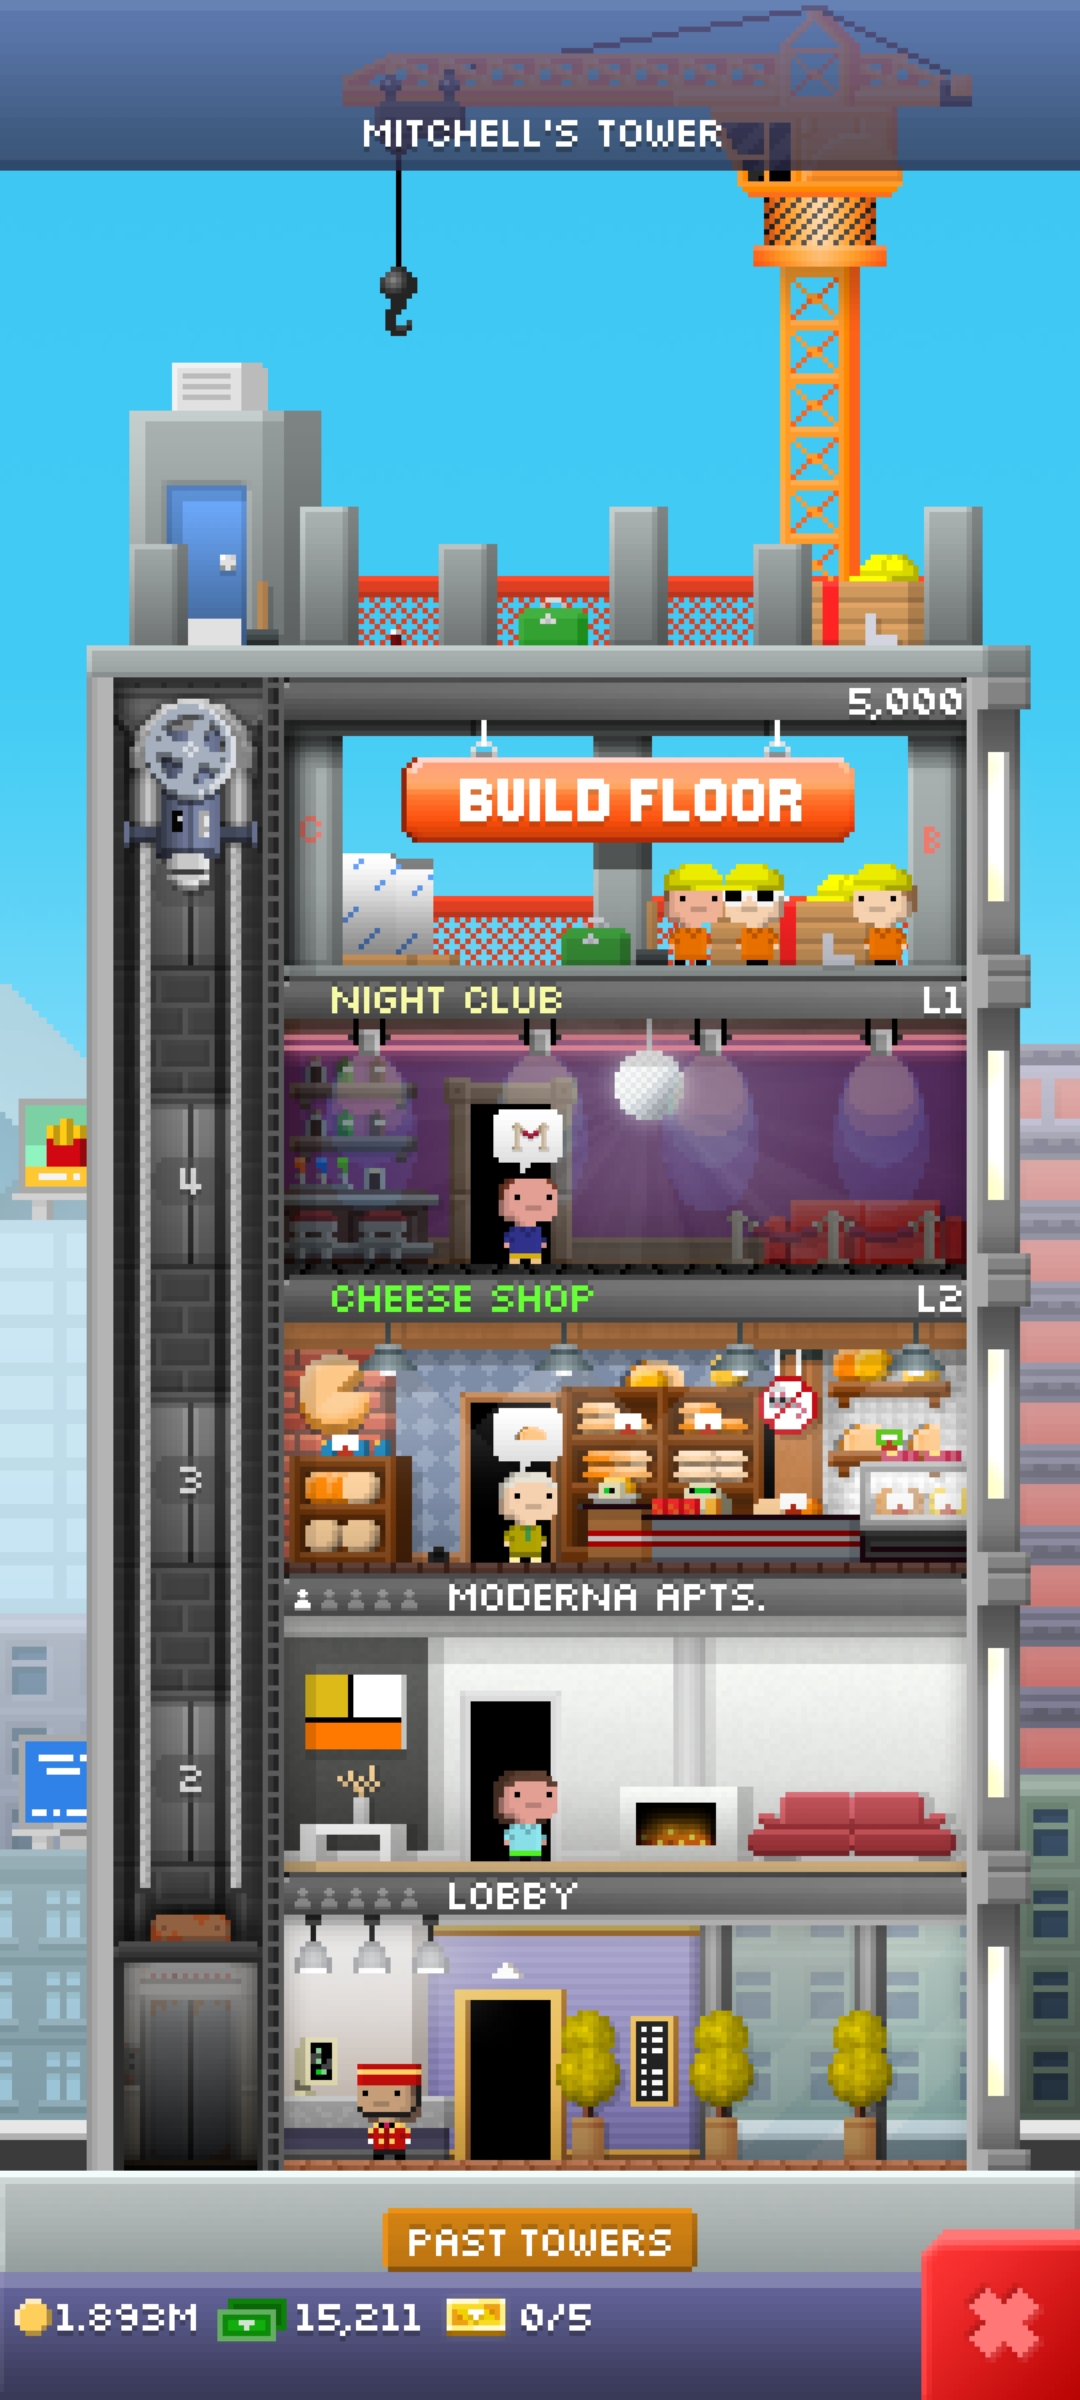 MITCHELL'S TOWER
5,000
BUILD FLOOR
C
B
NIGHT CLUB L1
M
4
CHEESE SHOP L2
3
MODERNA APTS.
2
LOBBY
PAST TOWERS
1.893M 15,211 0/5